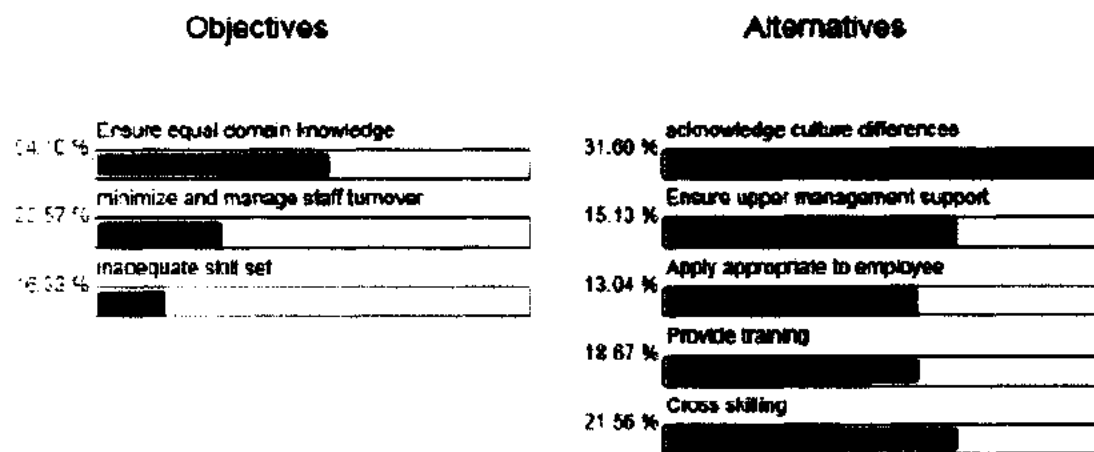 Objectives
Ensure equal domain knowledge
minimize and manage staff turnover
inadequate skill set
Alternatives
acknowledge culture differences
31.60 %
Ensure upper management support
15.13 %
Apply appropriate to employee
13.04 %
Provide training
18.67 %
Cross skilling
21.56 %